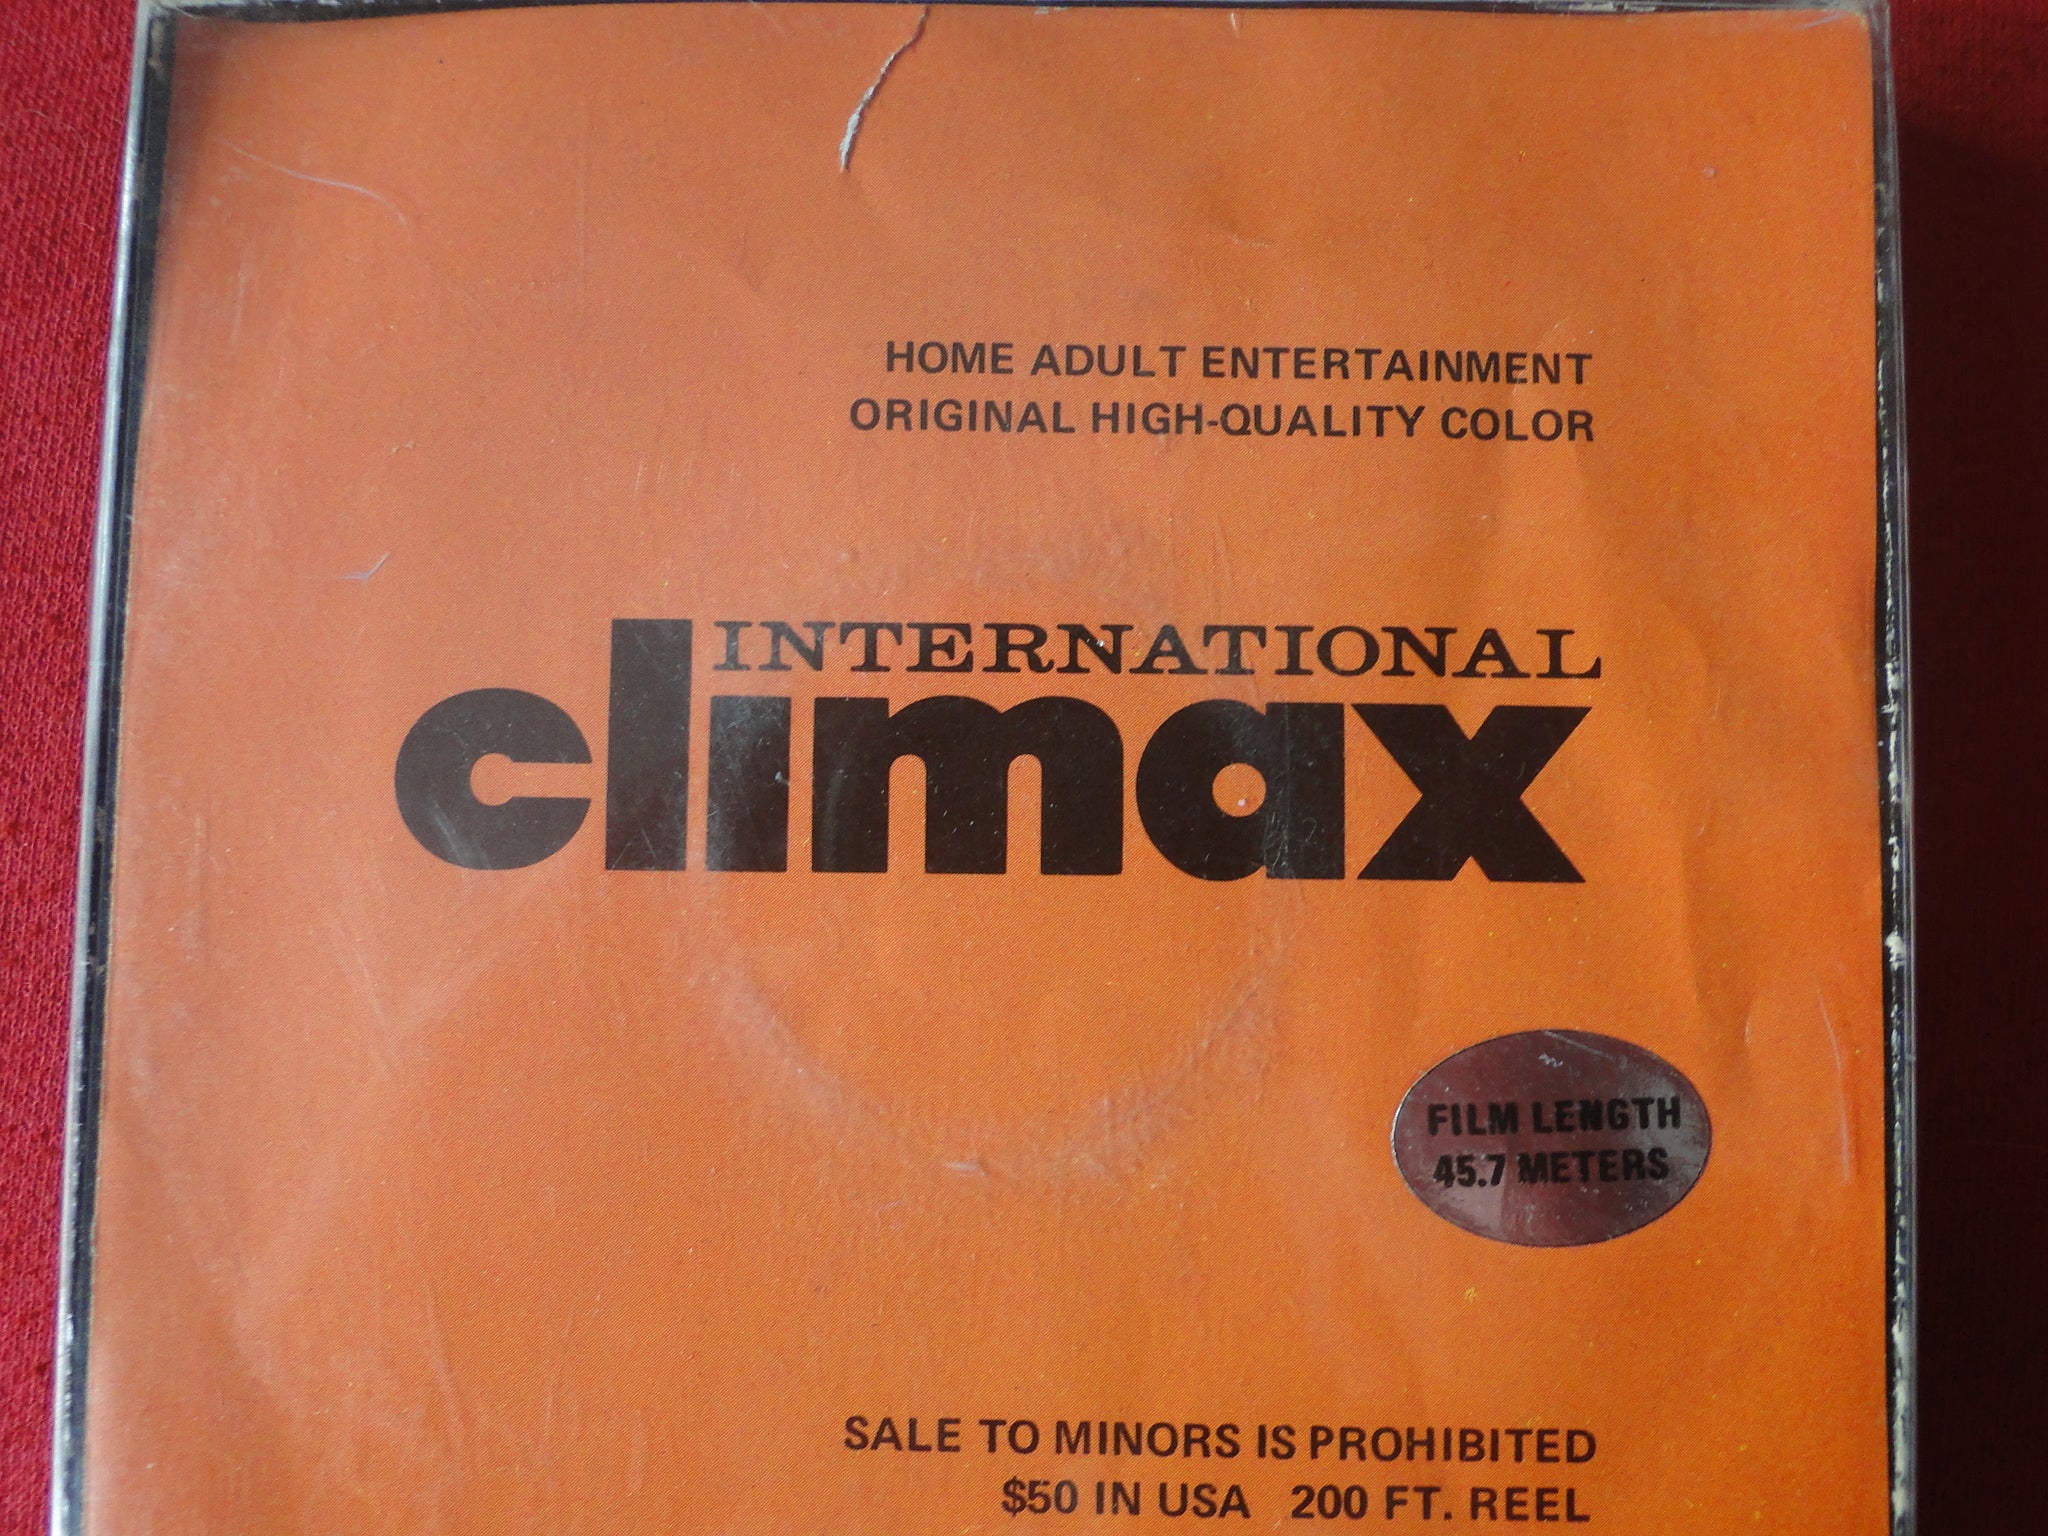 HOME ADULT ENTERTAINMENT
ORIGINAL HIGH-QUALITY COLOR
INTERNATIONAL
climax
FILM LENGTH
45.7 METERS
SALE TO MINORS IS PROHIBITED
$50 IN USA 200 FT. REEL